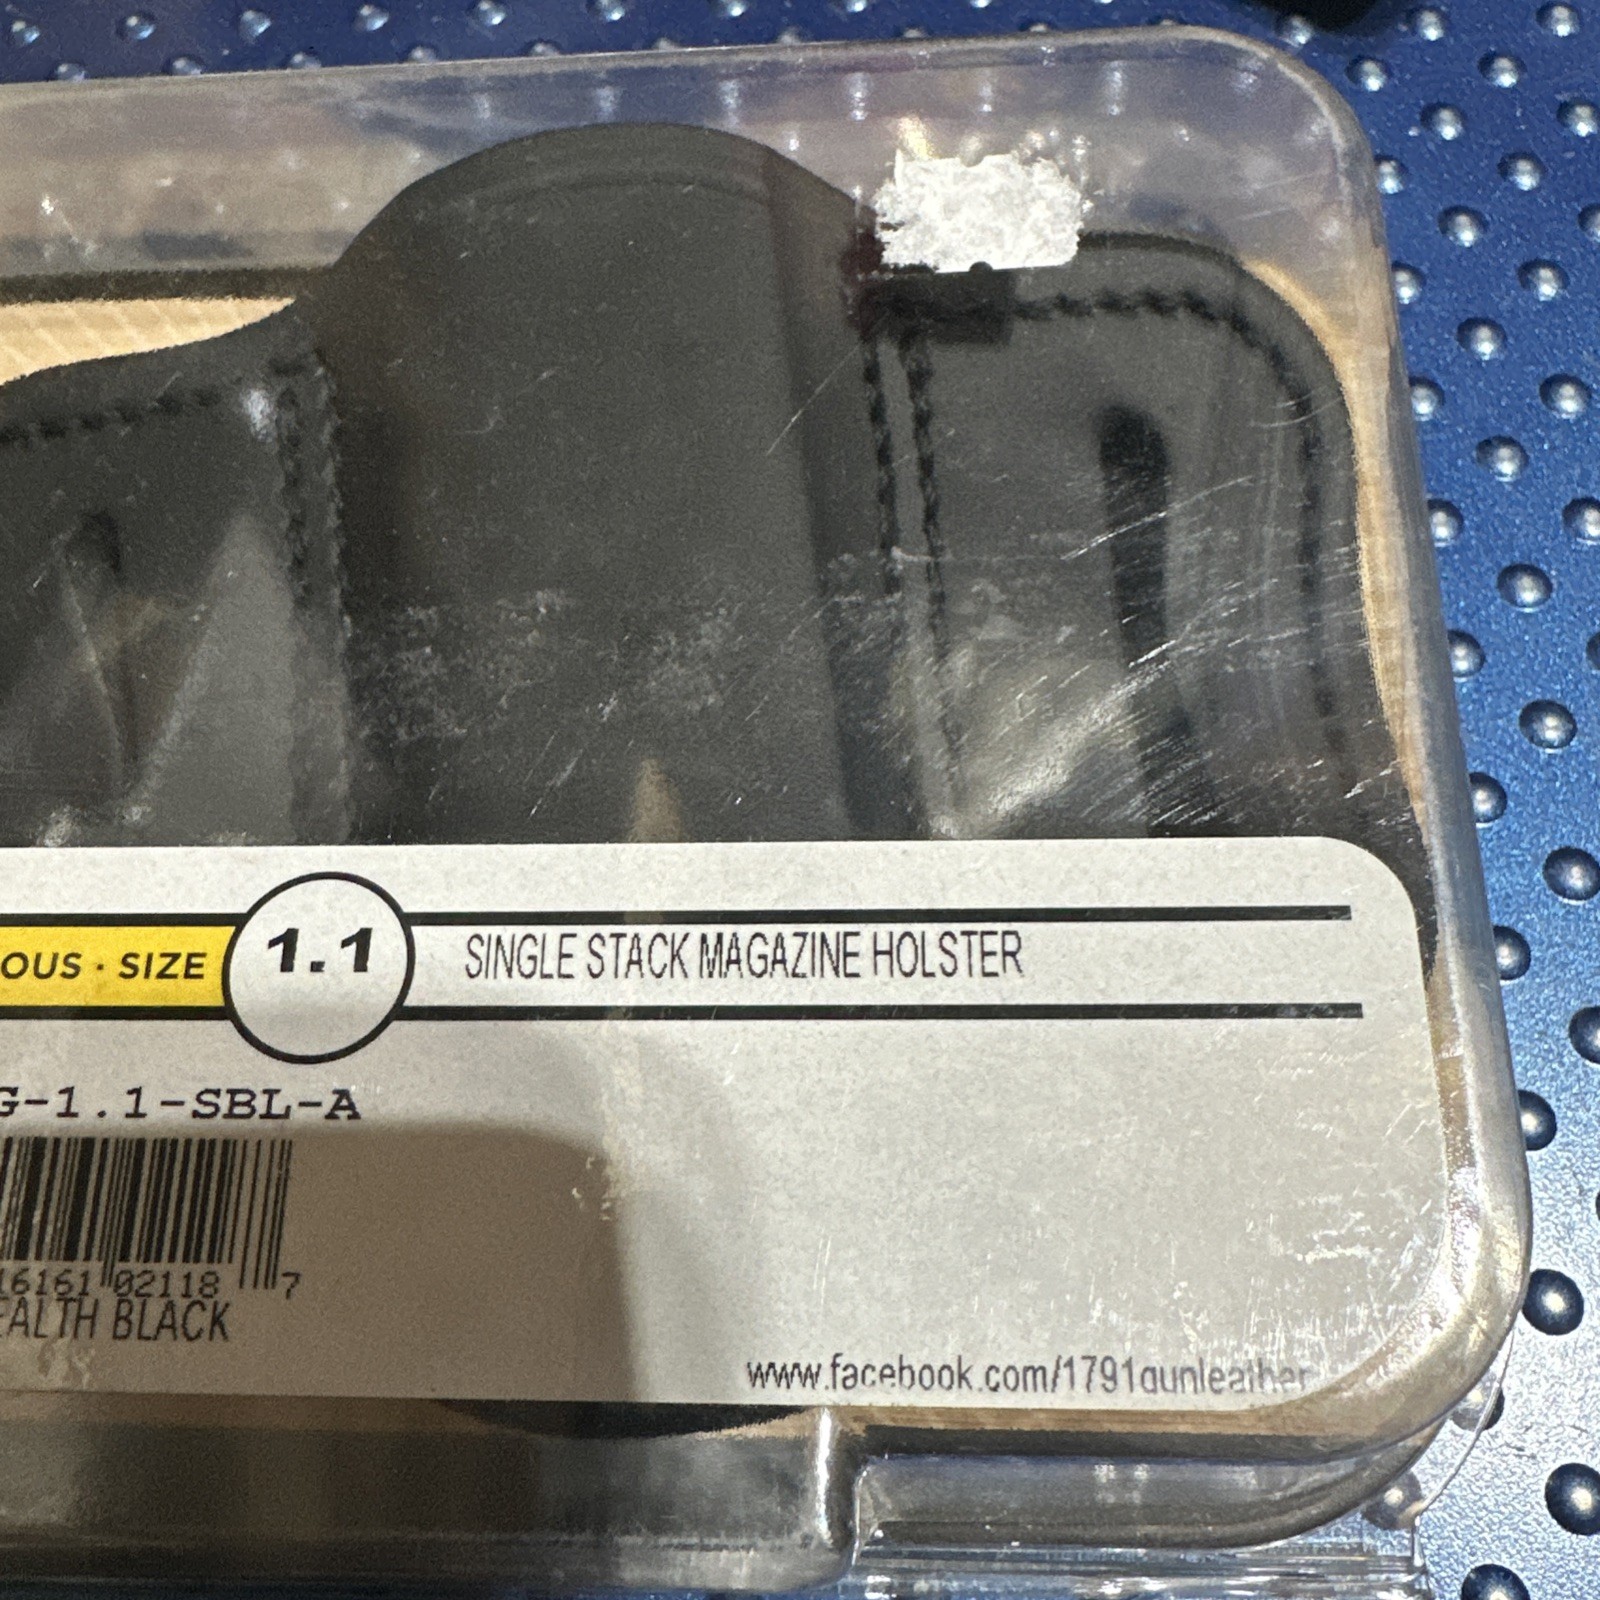 OUS · SIZE 1.1 SINGLE STACK MAGAZINE HOLSTER
G-1.1-SBL-A
16161 02118 7
EALTH BLACK
www.facebook.com/1791gunleather